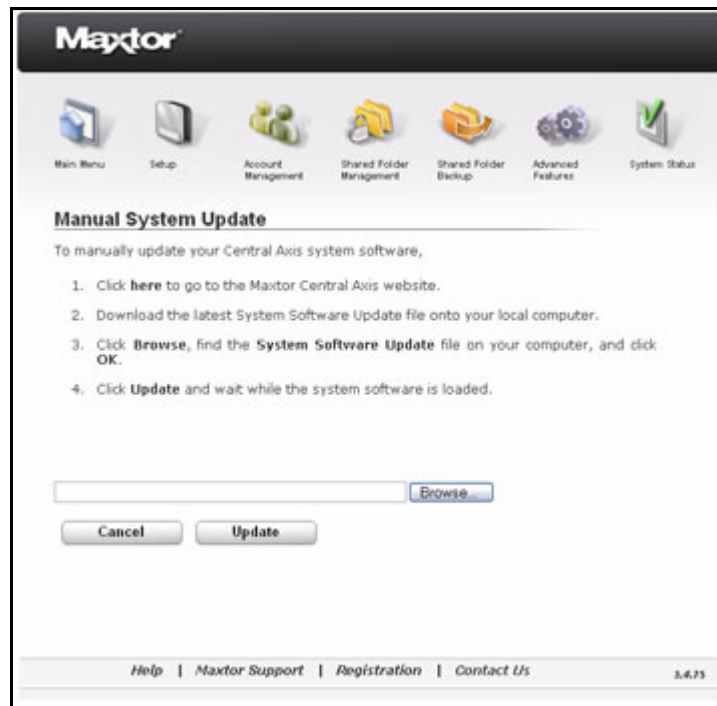 Maxtor
Main Menu
Setup
Account Management
Shared Folder Management
Shared Folder Backup
Advanced Features
System Status
Manual System Update
To manually update your Central Axis system software,
1. Click here to go to the Maxtor Central Axis website.
2. Download the latest System Software Update file onto your local computer.
3. Click Browse, find the System Software Update file on your computer, and click
OK.
4. Click Update and wait while the system software is loaded.
Browse...
Cancel
Update
Help | Maxtor Support | Registration | Contact Us
3.4.73